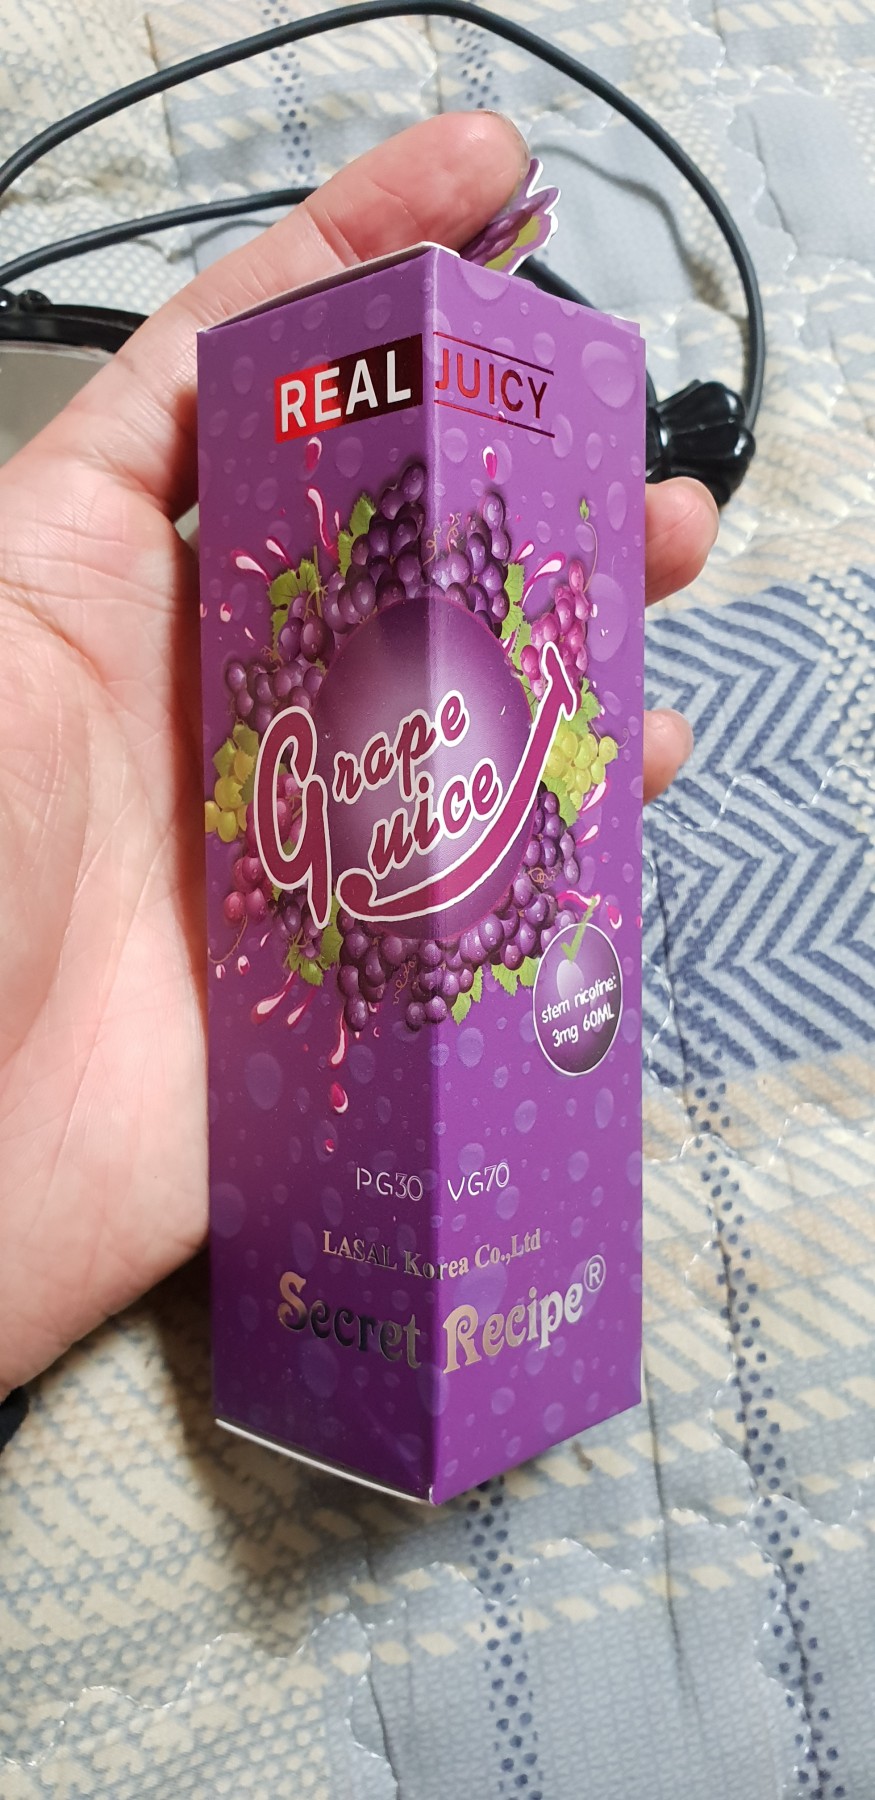 REAL JUICY
Grape
Juice
stem nicotine:
3mg 60ML
PG30 VG70
LASAL Korea Co.,Ltd
Secret Recipe®